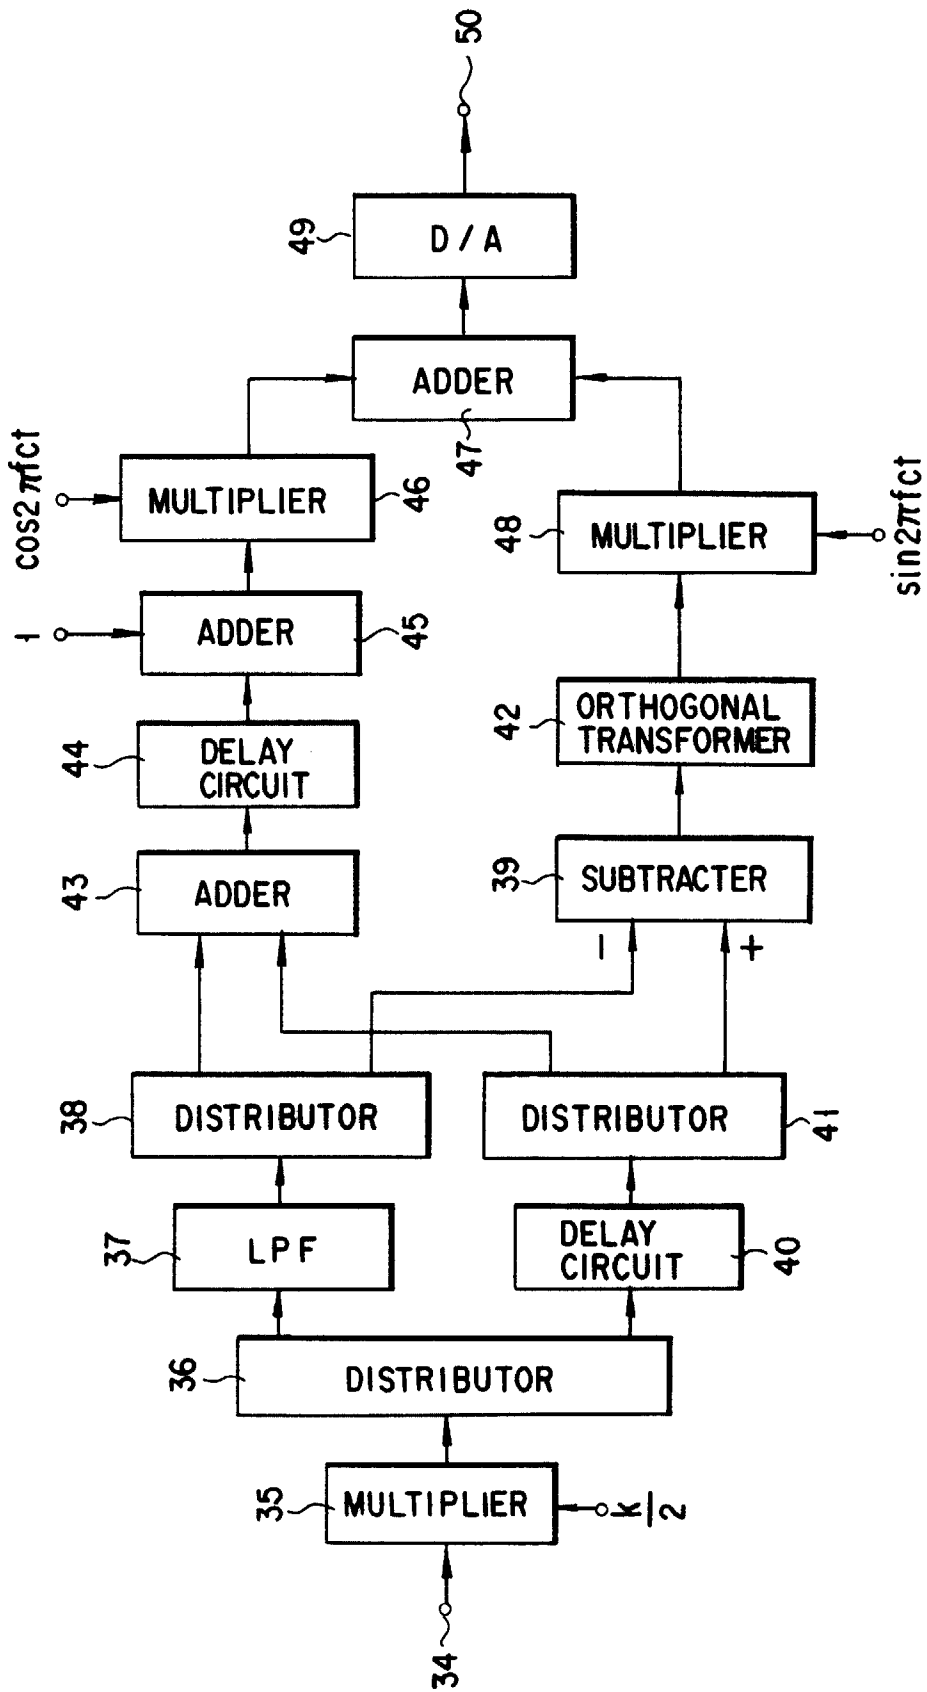 50
49
D / A
ADDER
47
cos2πfct
MULTIPLIER
46
48
MULTIPLIER
sin2πfct
1
ADDER
45
44
DELAY
CIRCUIT
42
ORTHOGONAL
TRANSFORMER
43
ADDER
39
SUBTRACTER
−
+
38
DISTRIBUTOR
DISTRIBUTOR
41
37
LPF
DELAY
CIRCUIT
40
36
DISTRIBUTOR
35
MULTIPLIER
k/2
34